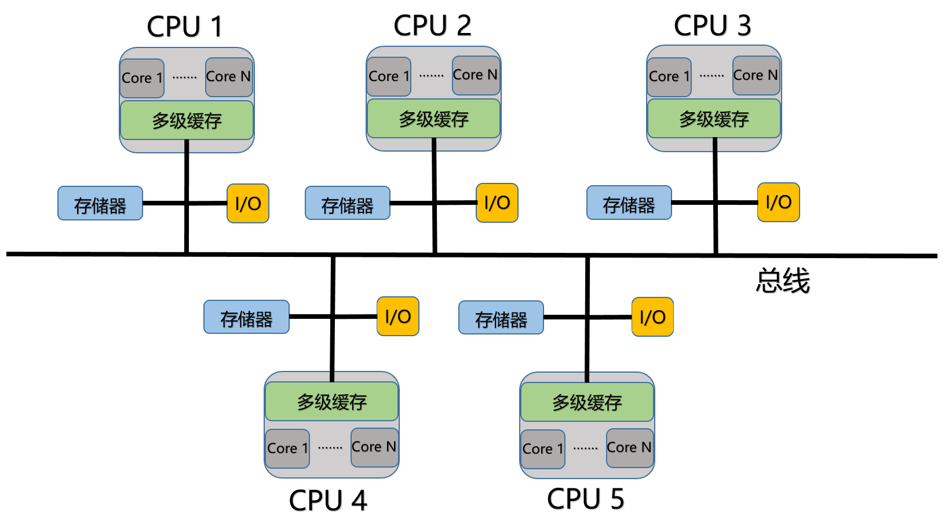 CPU 1
CPU 2
CPU 3
Core 1 ....... Core N
Core 1 ....... Core N
Core 1 ....... Core N
多级缓存
多级缓存
多级缓存
存储器
I/O
存储器
I/O
存储器
I/O
总线
存储器
I/O
存储器
I/O
多级缓存
多级缓存
Core 1 ....... Core N
Core 1 ....... Core N
CPU 4
CPU 5